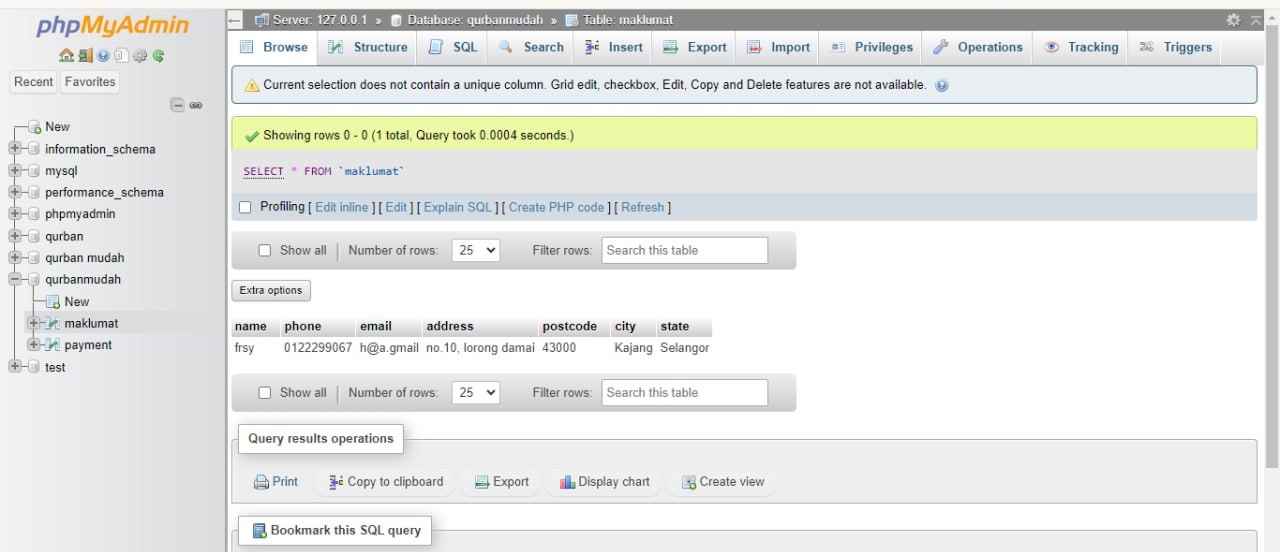 phpMyAdmin
Recent Favorites
New
information_schema
mysql
performance_schema
phpmyadmin
qurban
qurban mudah
qurbanmudah
New
maklumat
payment
test
Server: 127.0.0.1 » Database: qurbanmudah » Table: maklumat
Browse Structure SQL Search Insert Export Import Privileges Operations Tracking Triggers
Current selection does not contain a unique column. Grid edit, checkbox, Edit, Copy and Delete features are not available.
Showing rows 0 - 0 (1 total, Query took 0.0004 seconds.)
SELECT * FROM `maklumat`
Profiling [ Edit inline ] [ Edit ] [ Explain SQL ] [ Create PHP code ] [ Refresh ]
Show all | Number of rows: 25 Filter rows: Search this table
Extra options
name phone email address postcode city state
frsy 0122299067 h@a.gmail no.10, lorong damai 43000 Kajang Selangor
Show all | Number of rows: 25 Filter rows: Search this table
Query results operations
Print Copy to clipboard Export Display chart Create view
Bookmark this SQL query